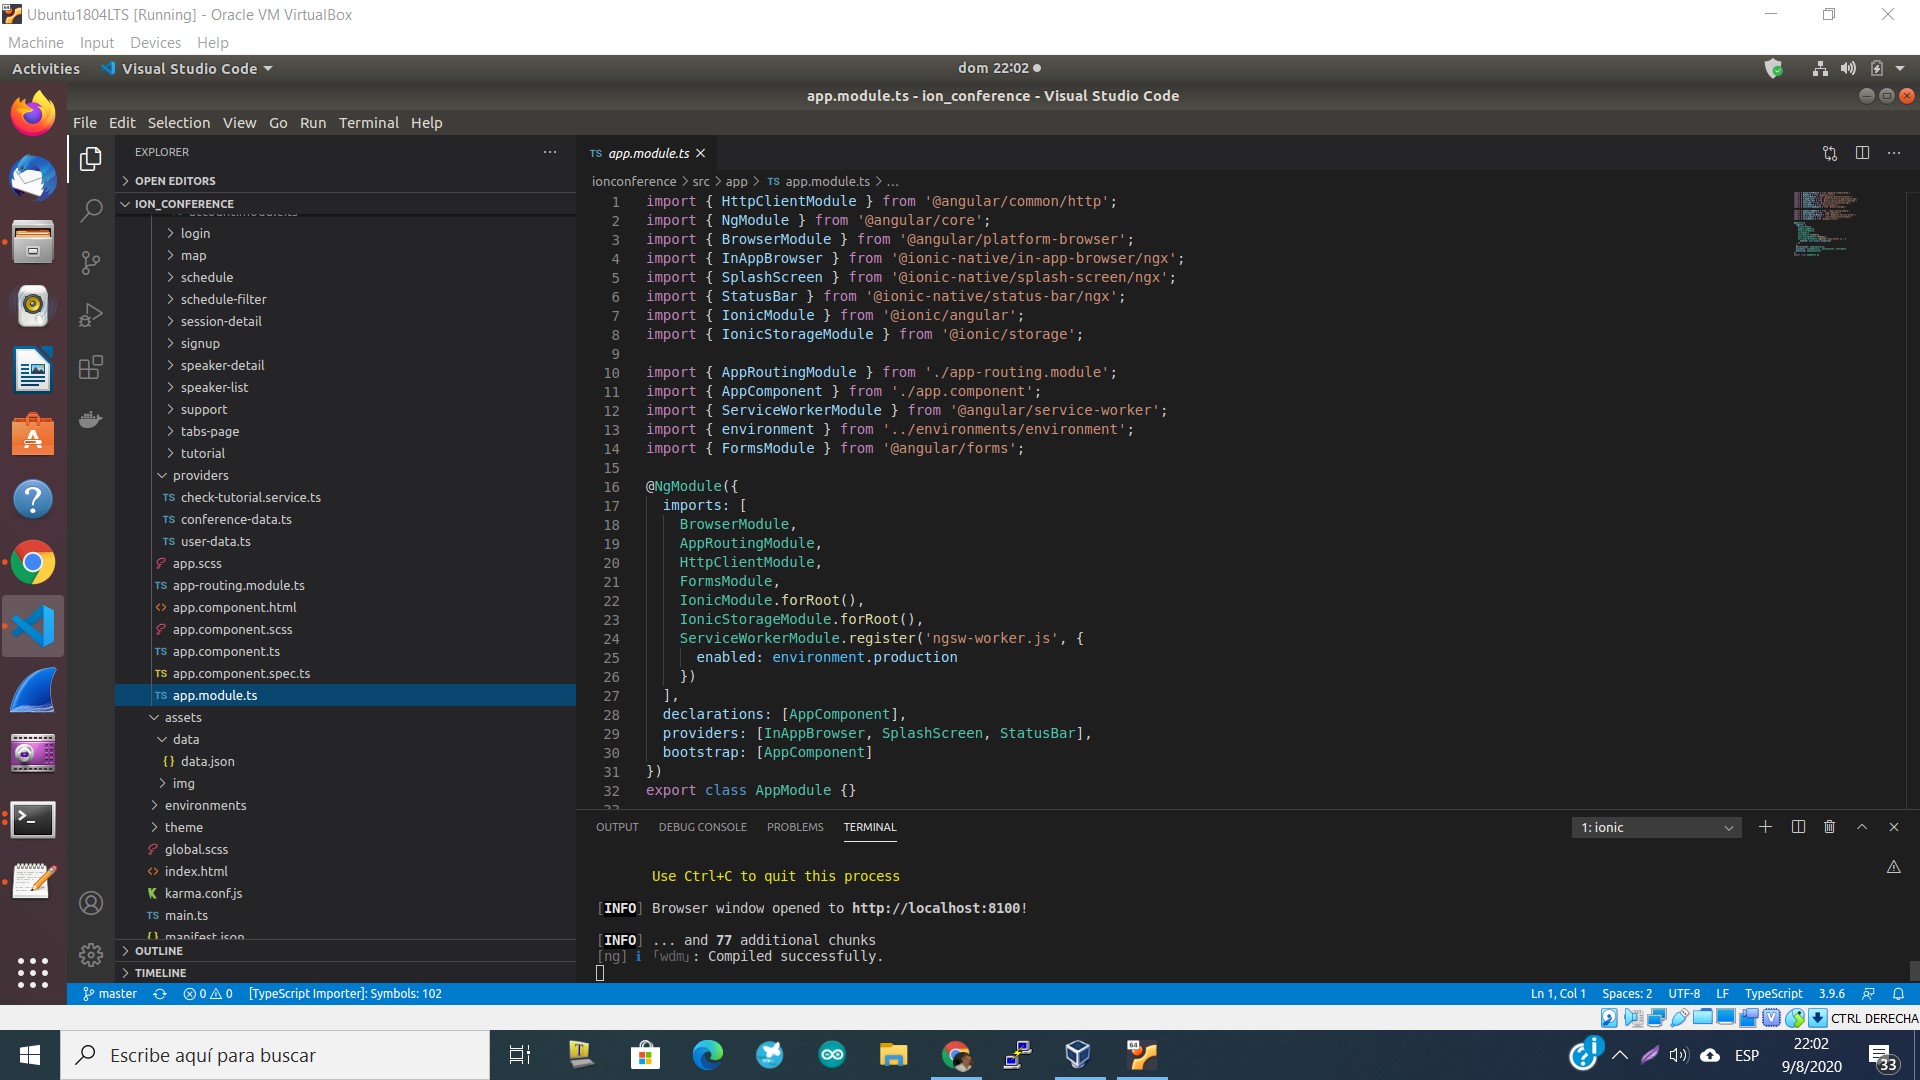 Ubuntu1804LTS [Running] - Oracle VM VirtualBox
Machine Input Devices Help
Activities Visual Studio Code dom 22:02
app.module.ts - ion_conference - Visual Studio Code
File Edit Selection View Go Run Terminal Help
EXPLORER
OPEN EDITORS
ION_CONFERENCE
account.module.ts
login
map
schedule
schedule-filter
session-detail
signup
speaker-detail
speaker-list
support
tabs-page
tutorial
providers
TS check-tutorial.service.ts
TS conference-data.ts
TS user-data.ts
app.scss
TS app-routing.module.ts
<> app.component.html
app.component.scss
TS app.component.ts
TS app.component.spec.ts
TS app.module.ts
assets
data
{} data.json
img
environments
theme
global.scss
<> index.html
K karma.conf.js
TS main.ts
{} manifest.json
OUTLINE
TIMELINE
TS app.module.ts
ionconference > src > app > TS app.module.ts > ...
1 import { HttpClientModule } from '@angular/common/http';
2 import { NgModule } from '@angular/core';
3 import { BrowserModule } from '@angular/platform-browser';
4 import { InAppBrowser } from '@ionic-native/in-app-browser/ngx';
5 import { SplashScreen } from '@ionic-native/splash-screen/ngx';
6 import { StatusBar } from '@ionic-native/status-bar/ngx';
7 import { IonicModule } from '@ionic/angular';
8 import { IonicStorageModule } from '@ionic/storage';
9
10 import { AppRoutingModule } from './app-routing.module';
11 import { AppComponent } from './app.component';
12 import { ServiceWorkerModule } from '@angular/service-worker';
13 import { environment } from '../environments/environment';
14 import { FormsModule } from '@angular/forms';
15
16 @NgModule({
17 imports: [
18 BrowserModule,
19 AppRoutingModule,
20 HttpClientModule,
21 FormsModule,
22 IonicModule.forRoot(),
23 IonicStorageModule.forRoot(),
24 ServiceWorkerModule.register('ngsw-worker.js', {
25 enabled: environment.production
26 })
27 ],
28 declarations: [AppComponent],
29 providers: [InAppBrowser, SplashScreen, StatusBar],
30 bootstrap: [AppComponent]
31 })
32 export class AppModule {}
33
OUTPUT DEBUG CONSOLE PROBLEMS TERMINAL 1: ionic
Use Ctrl+C to quit this process
[INFO] Browser window opened to http://localhost:8100!
[INFO] ... and 77 additional chunks
[ng] ℹ ｢wdm｣: Compiled successfully.
master 0 0 [TypeScript Importer]: Symbols: 102 Ln 1, Col 1 Spaces: 2 UTF-8 LF TypeScript 3.9.6
CTRL DERECHA
Escribe aquí para buscar
ESP
22:02
9/8/2020
33